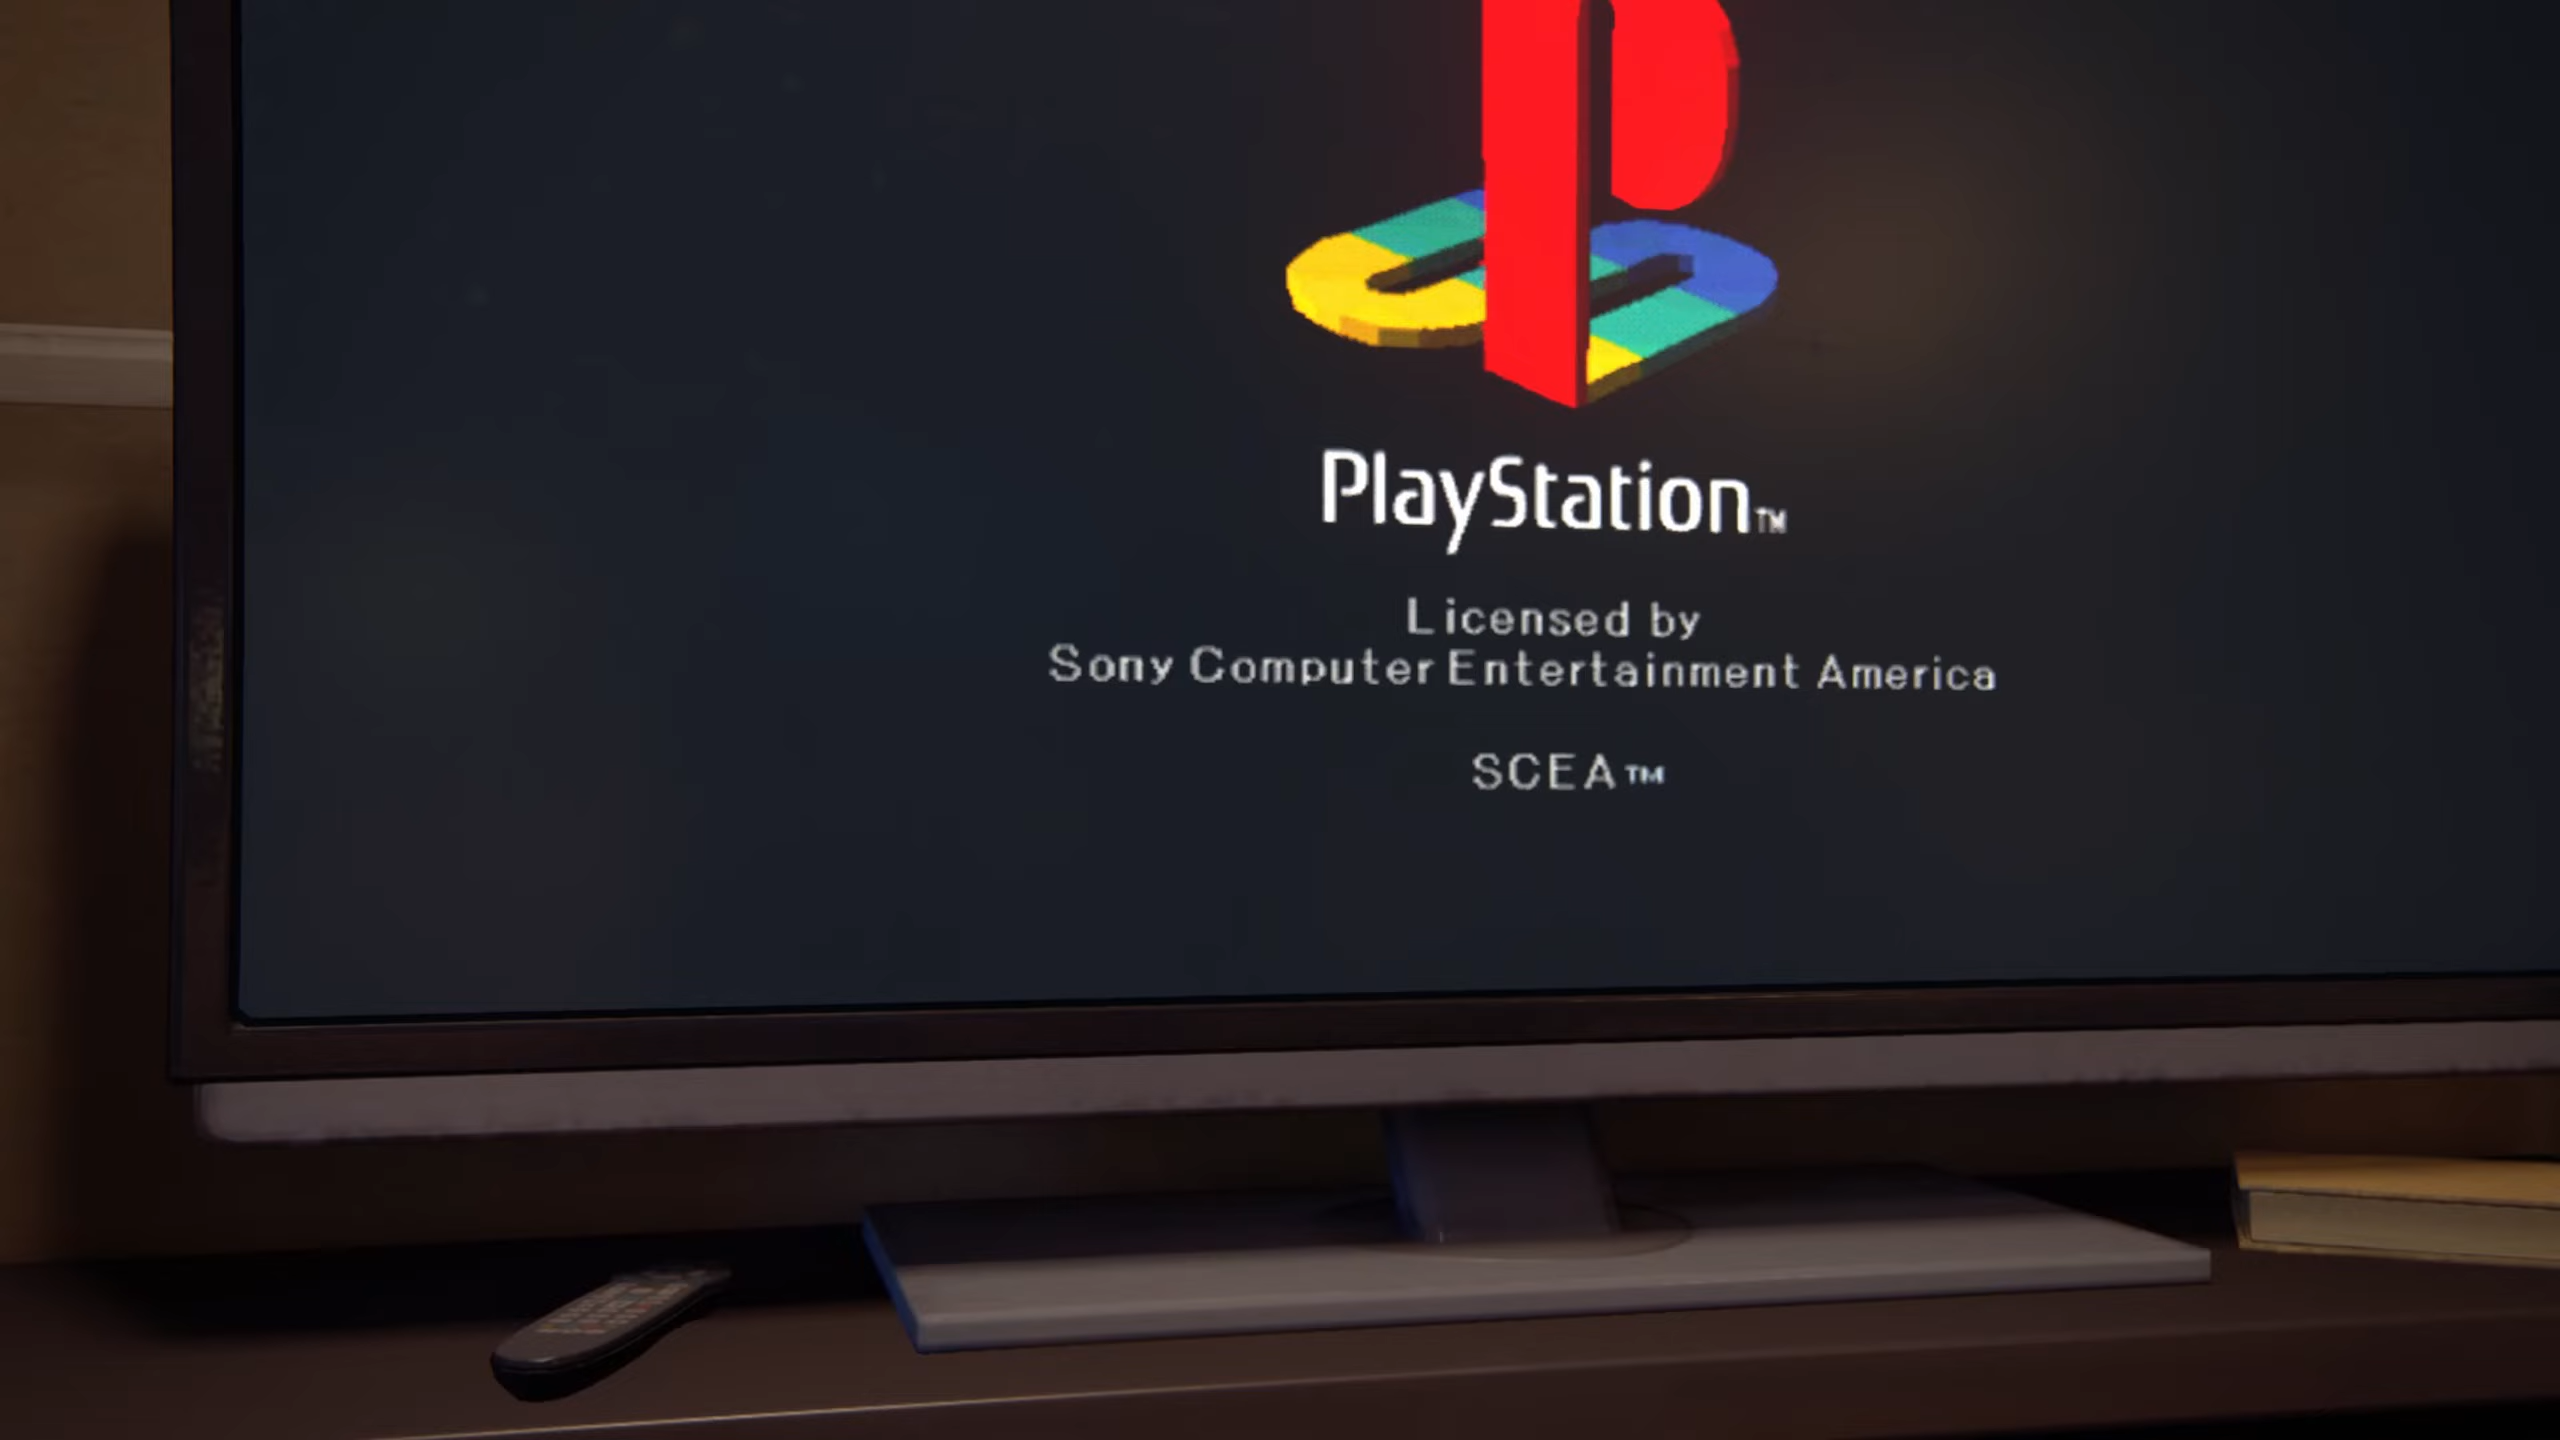 PlayStation™
Licensed by
Sony Computer Entertainment America
SCEA™